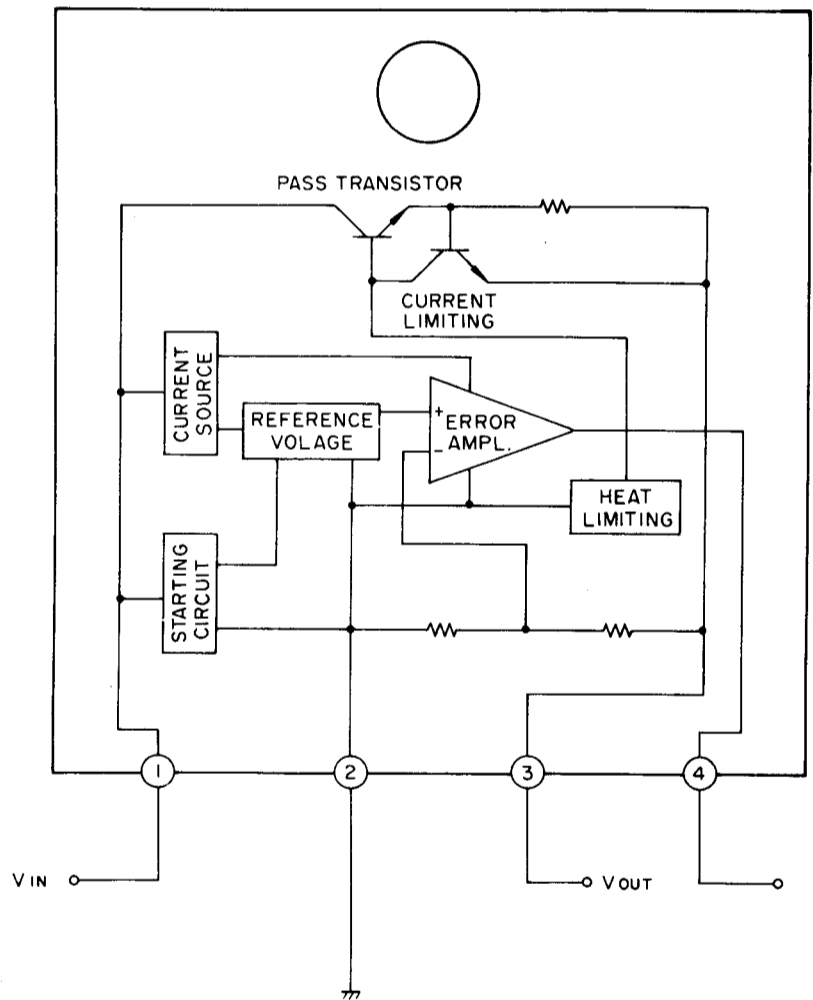 PASS TRANSISTOR
CURRENT
LIMITING
CURRENT
SOURCE
REFERENCE
VOLAGE
+
-
ERROR
AMPL.
HEAT
LIMITING
STARTING
CIRCUIT
1
2
3
4
VIN
VOUT